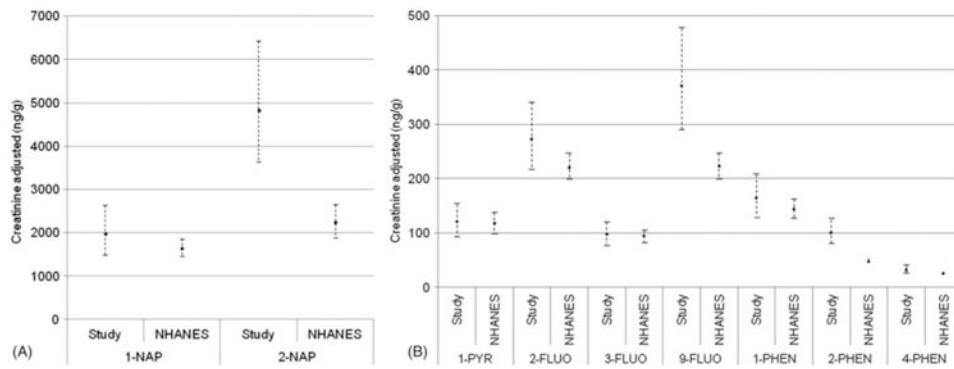 7000
6000
5000
4000
3000
2000
1000
0
Creatinine adjusted (ng/g)
Study NHANES Study NHANES
1-NAP 2-NAP
(A)
500
400
300
200
100
0
Creatinine adjusted (ng/g)
Study NHANES Study NHANES Study NHANES Study NHANES Study NHANES Study NHANES Study NHANES
1-PYR 2-FLUO 3-FLUO 9-FLUO 1-PHEN 2-PHEN 4-PHEN
(B)